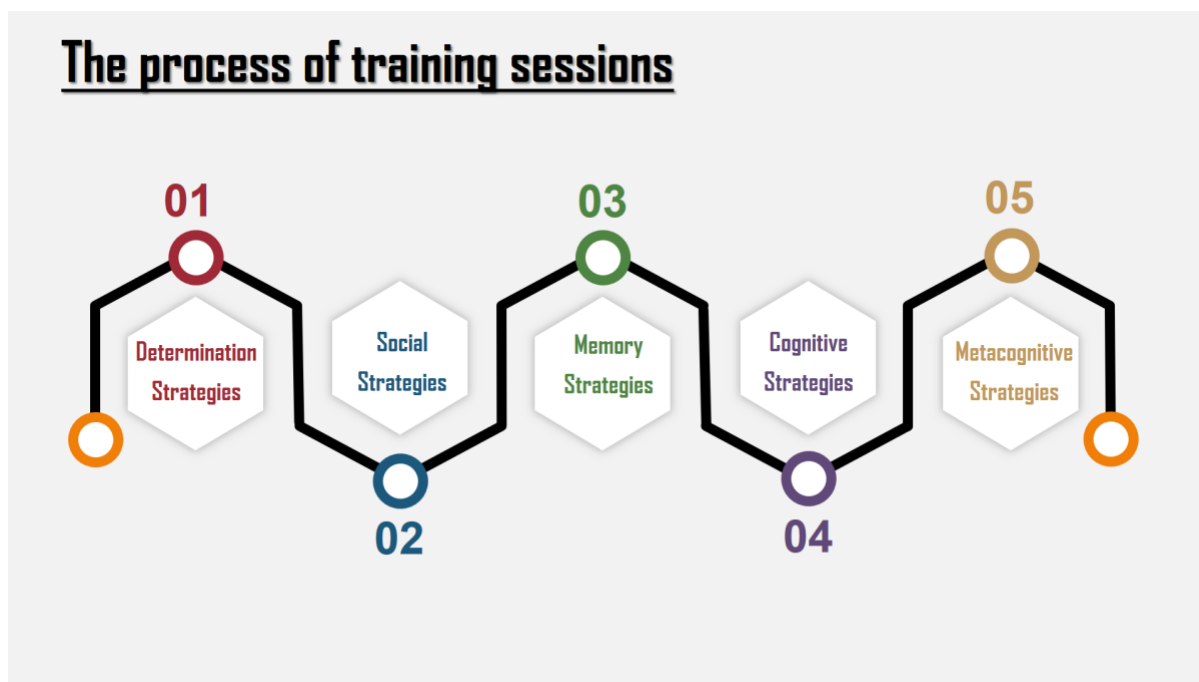 The process of training sessions
01
Determination
Strategies
02
Social
Strategies
03
Memory
Strategies
04
Cognitive
Strategies
05
Metacognitive
Strategies